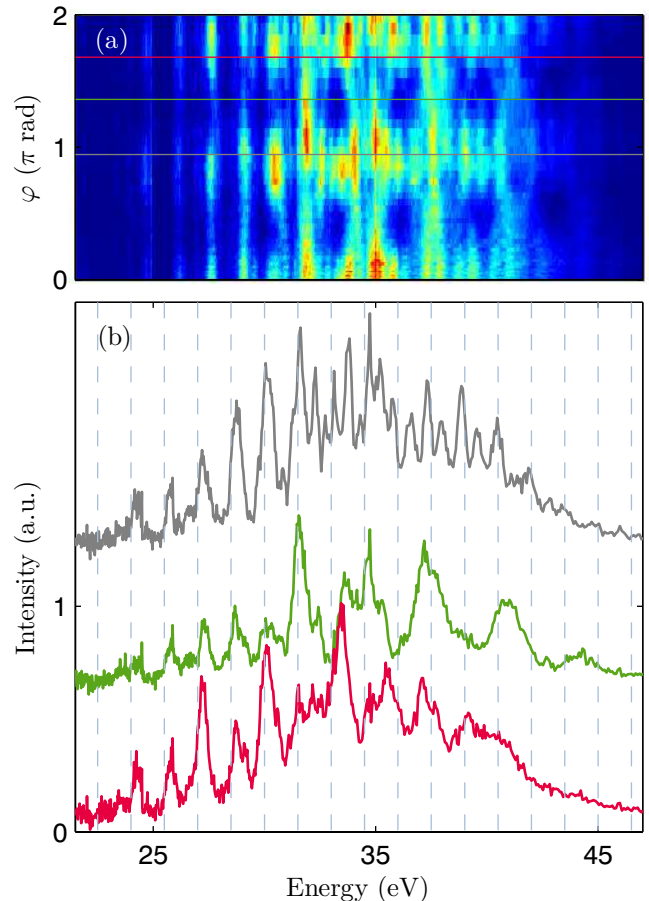 2
(a)
1
φ (π rad)
0
(b)
Intensity (a.u.)
1
0
25 35 45
Energy (eV)